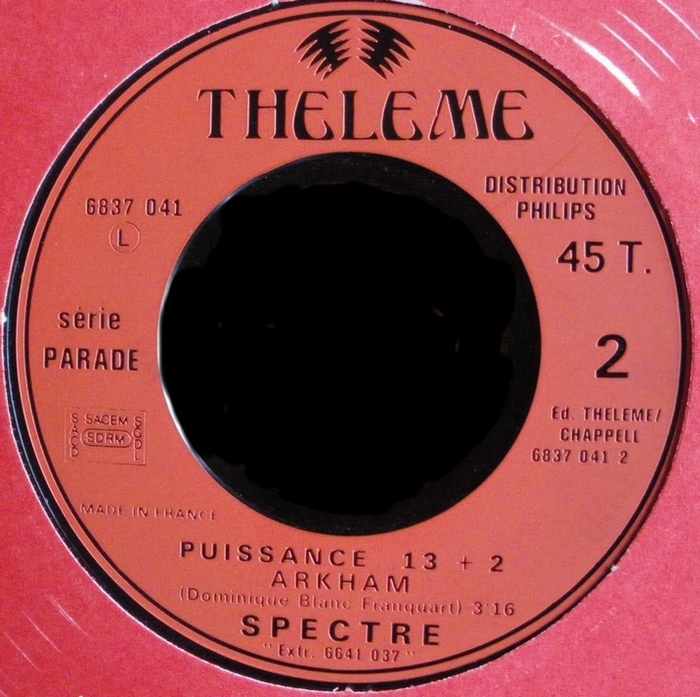 THELEME
DISTRIBUTION
PHILIPS
6837 041
L
45 T.
série
PARADE
2
SACEM
SACD
SDRM
SGDL
Ed. THELEME/
CHAPPELL
6837 041 2
MADE IN FRANCE
PUISSANCE 13 + 2
ARKHAM
(Dominique Blanc Franquart) 3'16
SPECTRE
"Extr. 6641 037"